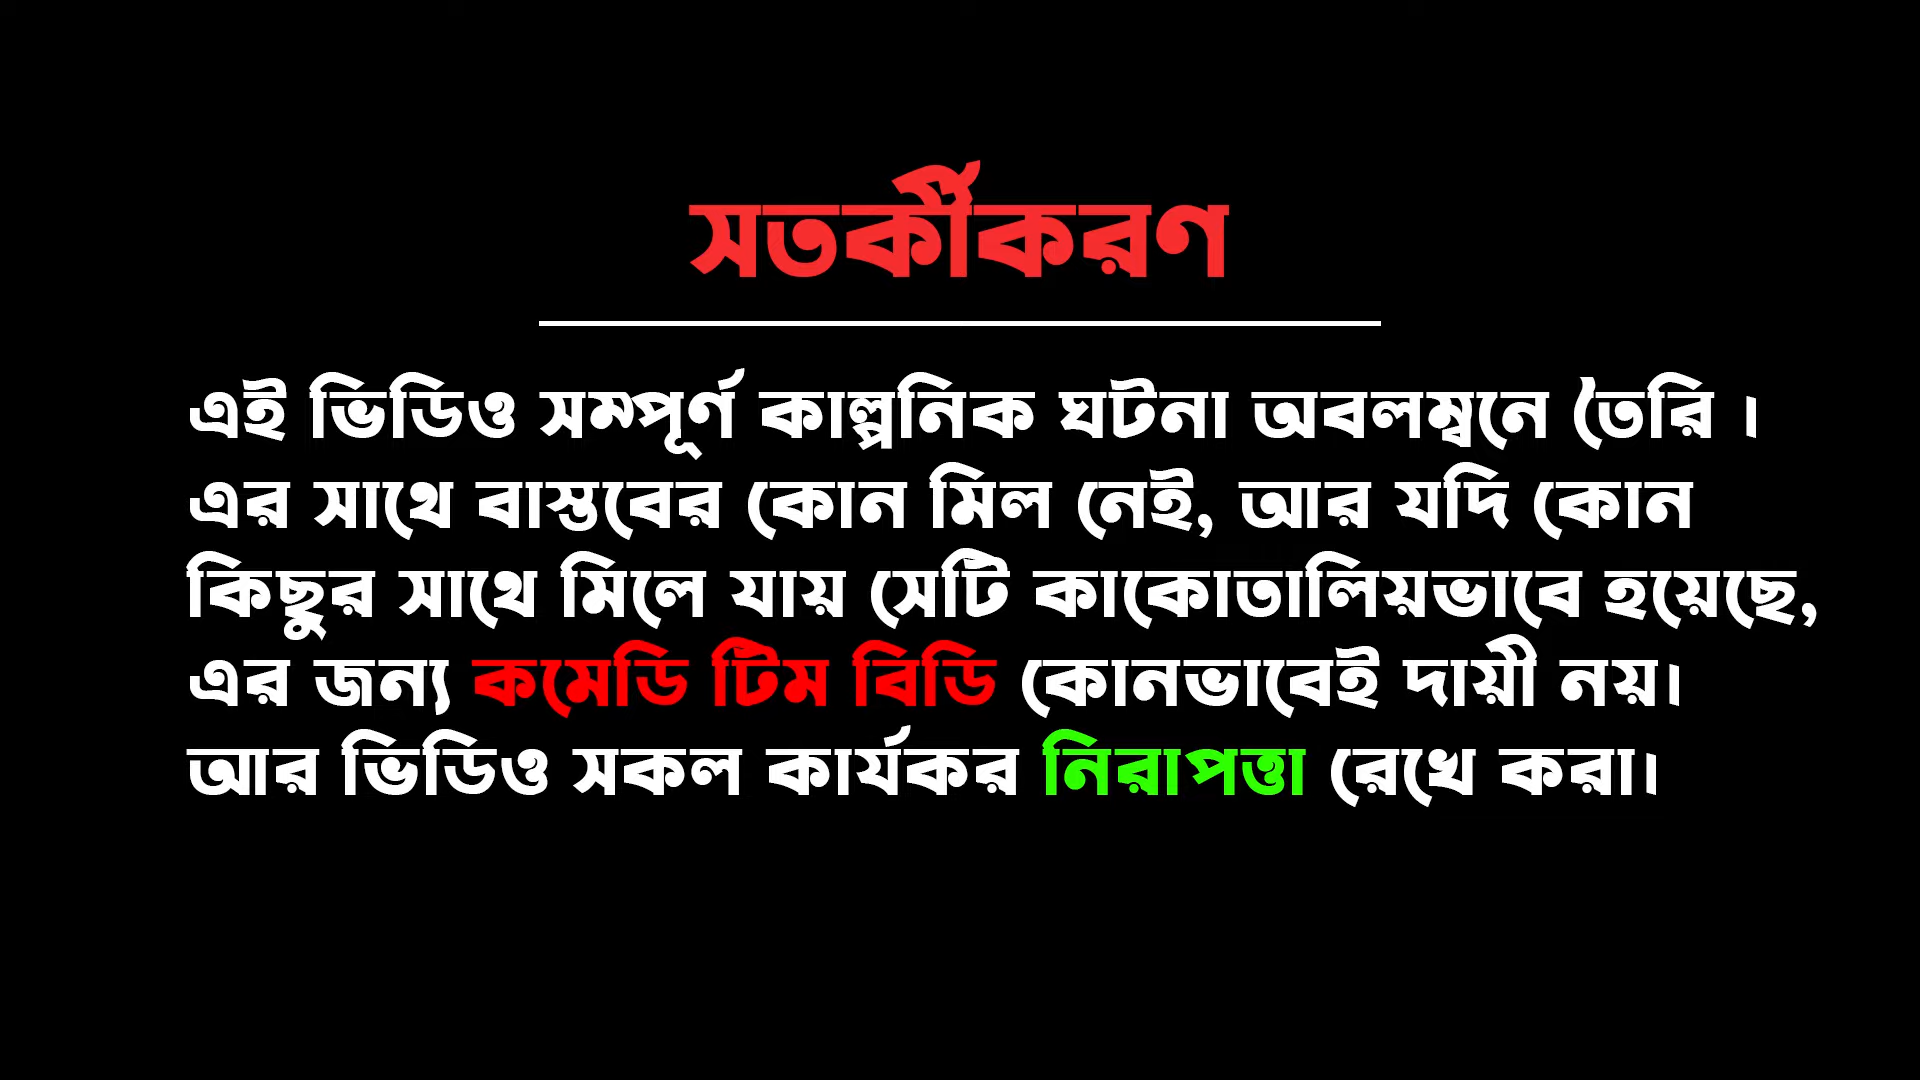 সতর্কীকরণ
এই ভিডিও সম্পূর্ণ কাল্পনিক ঘটনা অবলম্বনে তৈরি ।
এর সাথে বাস্তবের কোন মিল নেই, আর যদি কোন
কিছুর সাথে মিলে যায় সেটি কাকোতালিয়ভাবে হয়েছে,
এর জন্য কমেডি টিম বিডি কোনভাবেই দায়ী নয়।
আর ভিডিও সকল কার্যকর নিরাপত্তা রেখে করা।